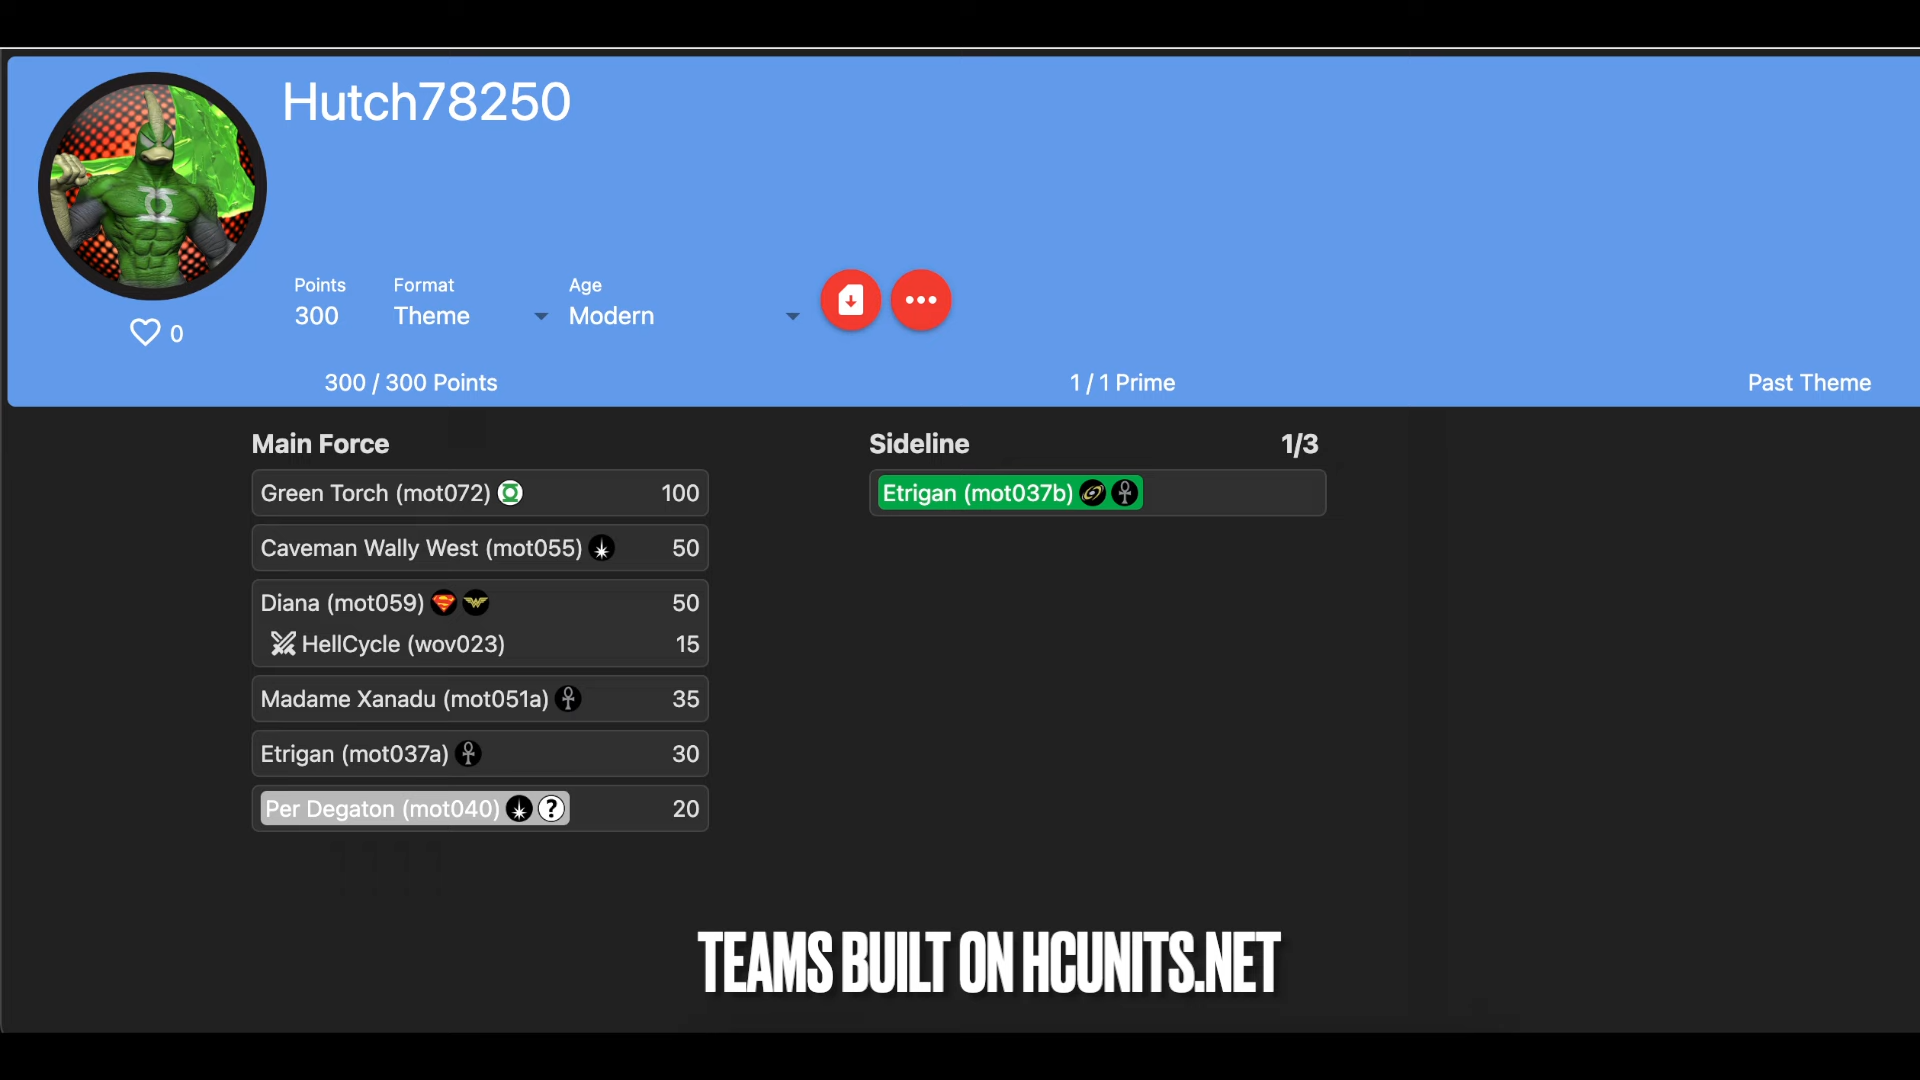 Hutch78250
Points
Format
Age
300
Theme
Modern
0
300 / 300 Points
1 / 1 Prime
Past Theme
Main Force
Green Torch (mot072) 100
Caveman Wally West (mot055) 50
Diana (mot059) 50
HellCycle (wov023) 15
Madame Xanadu (mot051a) 35
Etrigan (mot037a) 30
Per Degaton (mot040) ? 20
Sideline 1/3
Etrigan (mot037b)
TEAMS BUILT ON HCUNITS.NET